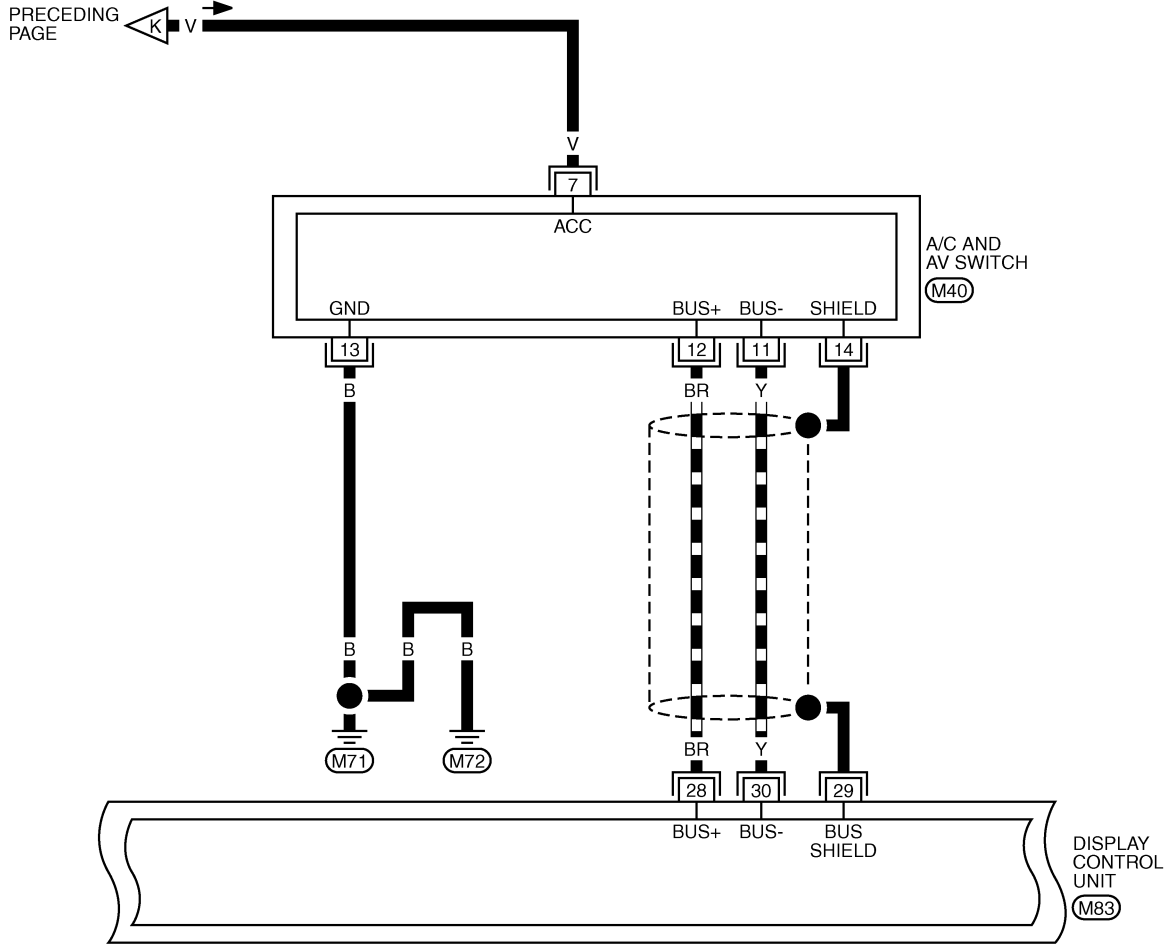 PRECEDING
PAGE
K
V
V
7
ACC
A/C AND
AV SWITCH
M40
GND
BUS+
BUS-
SHIELD
13
12
11
14
B
BR
Y
B
B
B
M71
M72
BR
Y
28
30
29
BUS+
BUS-
BUS
SHIELD
DISPLAY
CONTROL
UNIT
M83